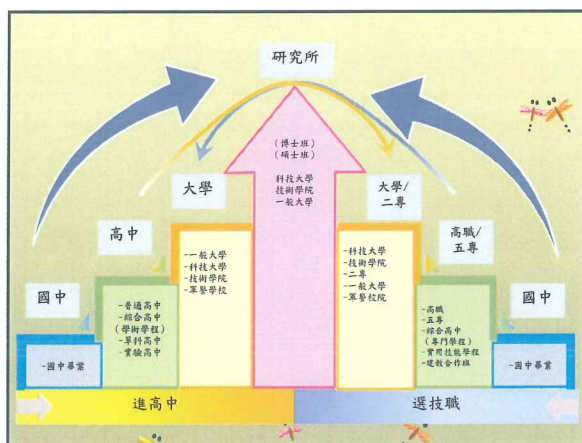 研究所
(博士班)
(碩士班)
科技大學
技術學院
一般大學
大學
-一般大學
-科技大學
-技術學院
-軍警學校
大學/
二專
-科技大學
-技術學院
-二專
-一般大學
-軍警校院
高中
-普通高中
-綜合高中
(學術學程)
-單科高中
-實驗高中
高職/
五專
-高職
-五專
-綜合高中
(專門學程)
-實用技能學程
-建教合作班
國中
-國中畢業
國中
-國中畢業
進高中
選技職